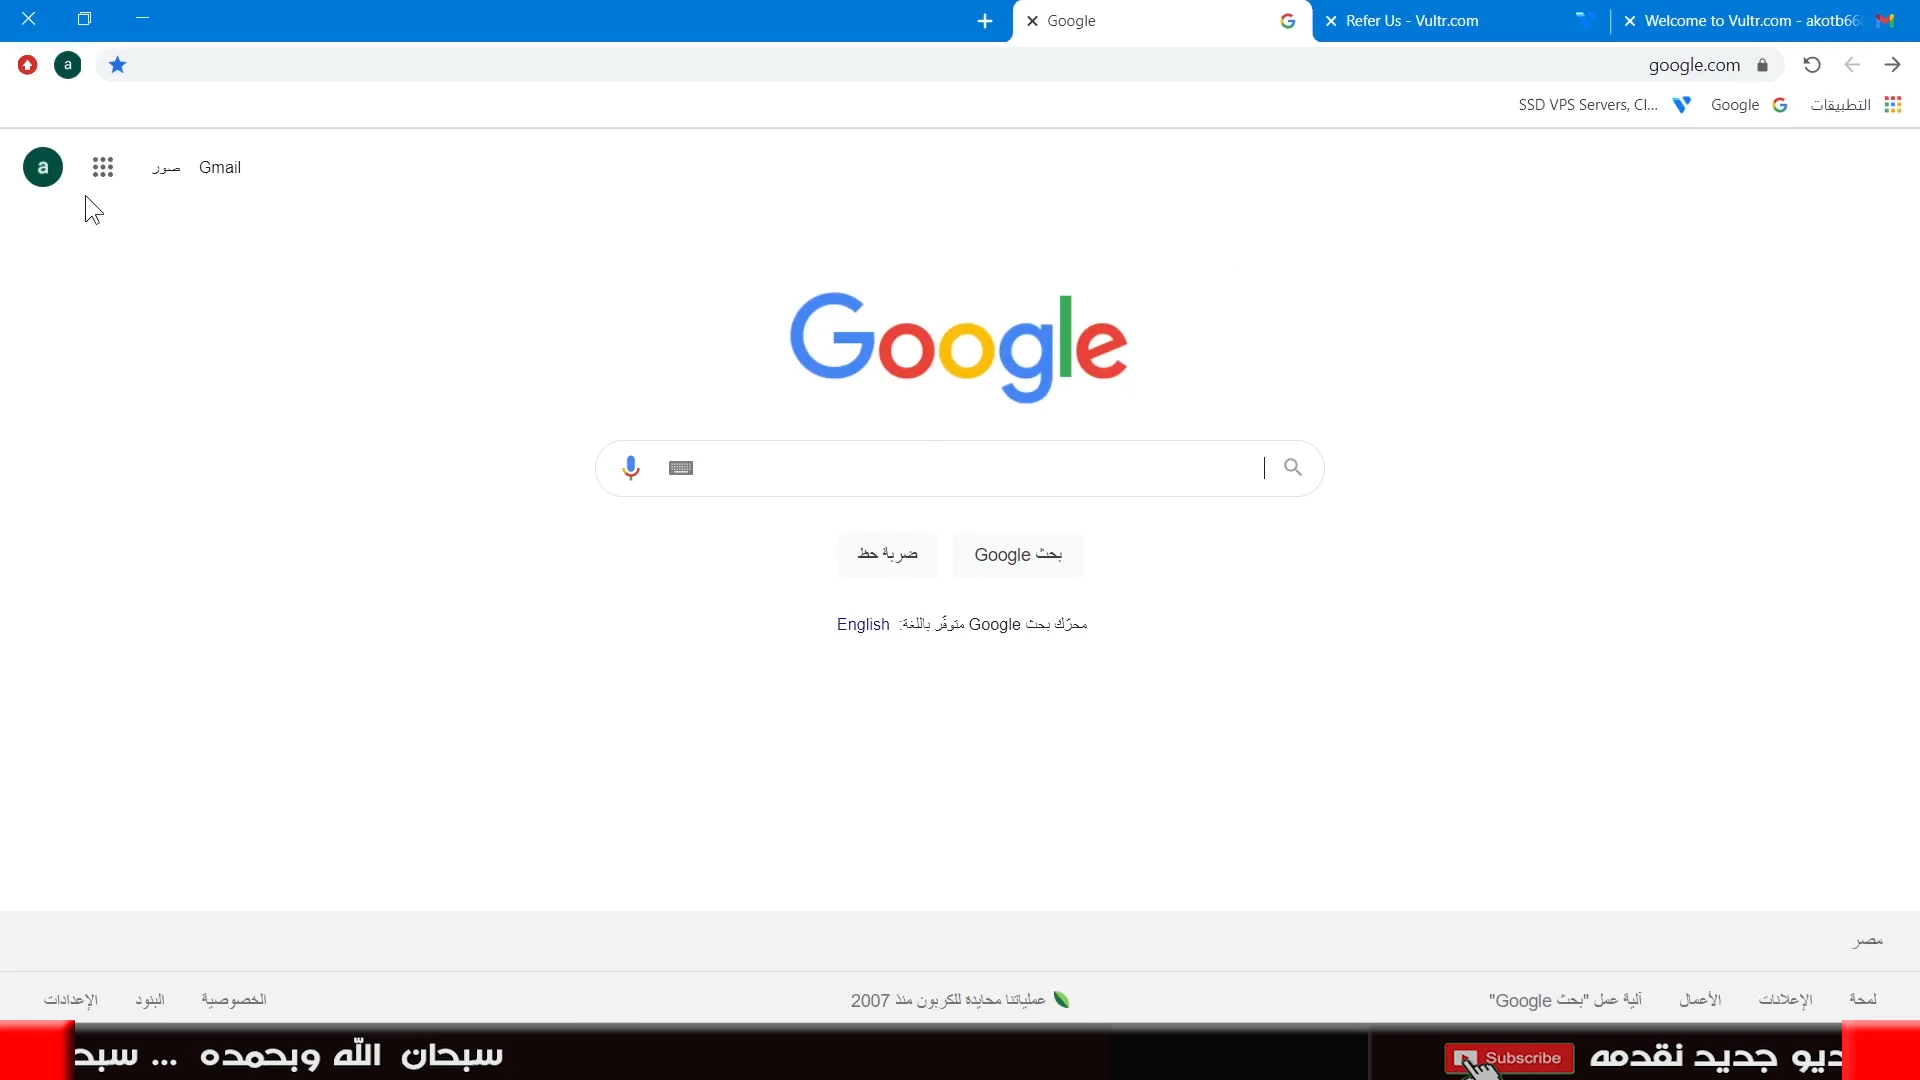 Google
Refer Us - Vultr.com
Welcome to Vultr.com - akotb66
a
google.com
التطبيقات
Google
SSD VPS Servers, Cl...
Gmail
صور
a
Google
بحث Google
ضربة حظ
محرّك بحث Google متوفّر باللغة: English
مصر
لمحة
الإعلانات
الأعمال
آلية عمل "بحث Google"
عملياتنا محايدة للكربون منذ 2007
الخصوصية
البنود
الإعدادات
جديد نقدمه
Subscribe
سبحان الله وبحمده ...